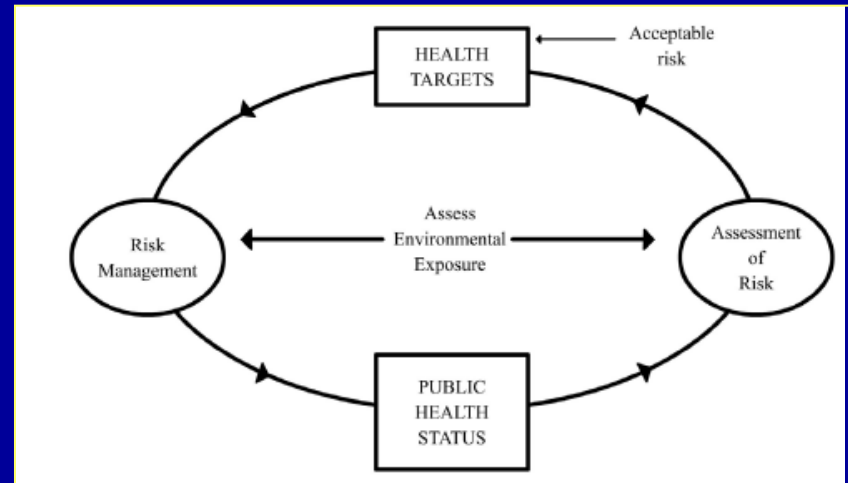 HEALTH
TARGETS
Acceptable
risk
Risk
Management
Assess
Environmental
Exposure
Assessment
of
Risk
PUBLIC
HEALTH
STATUS